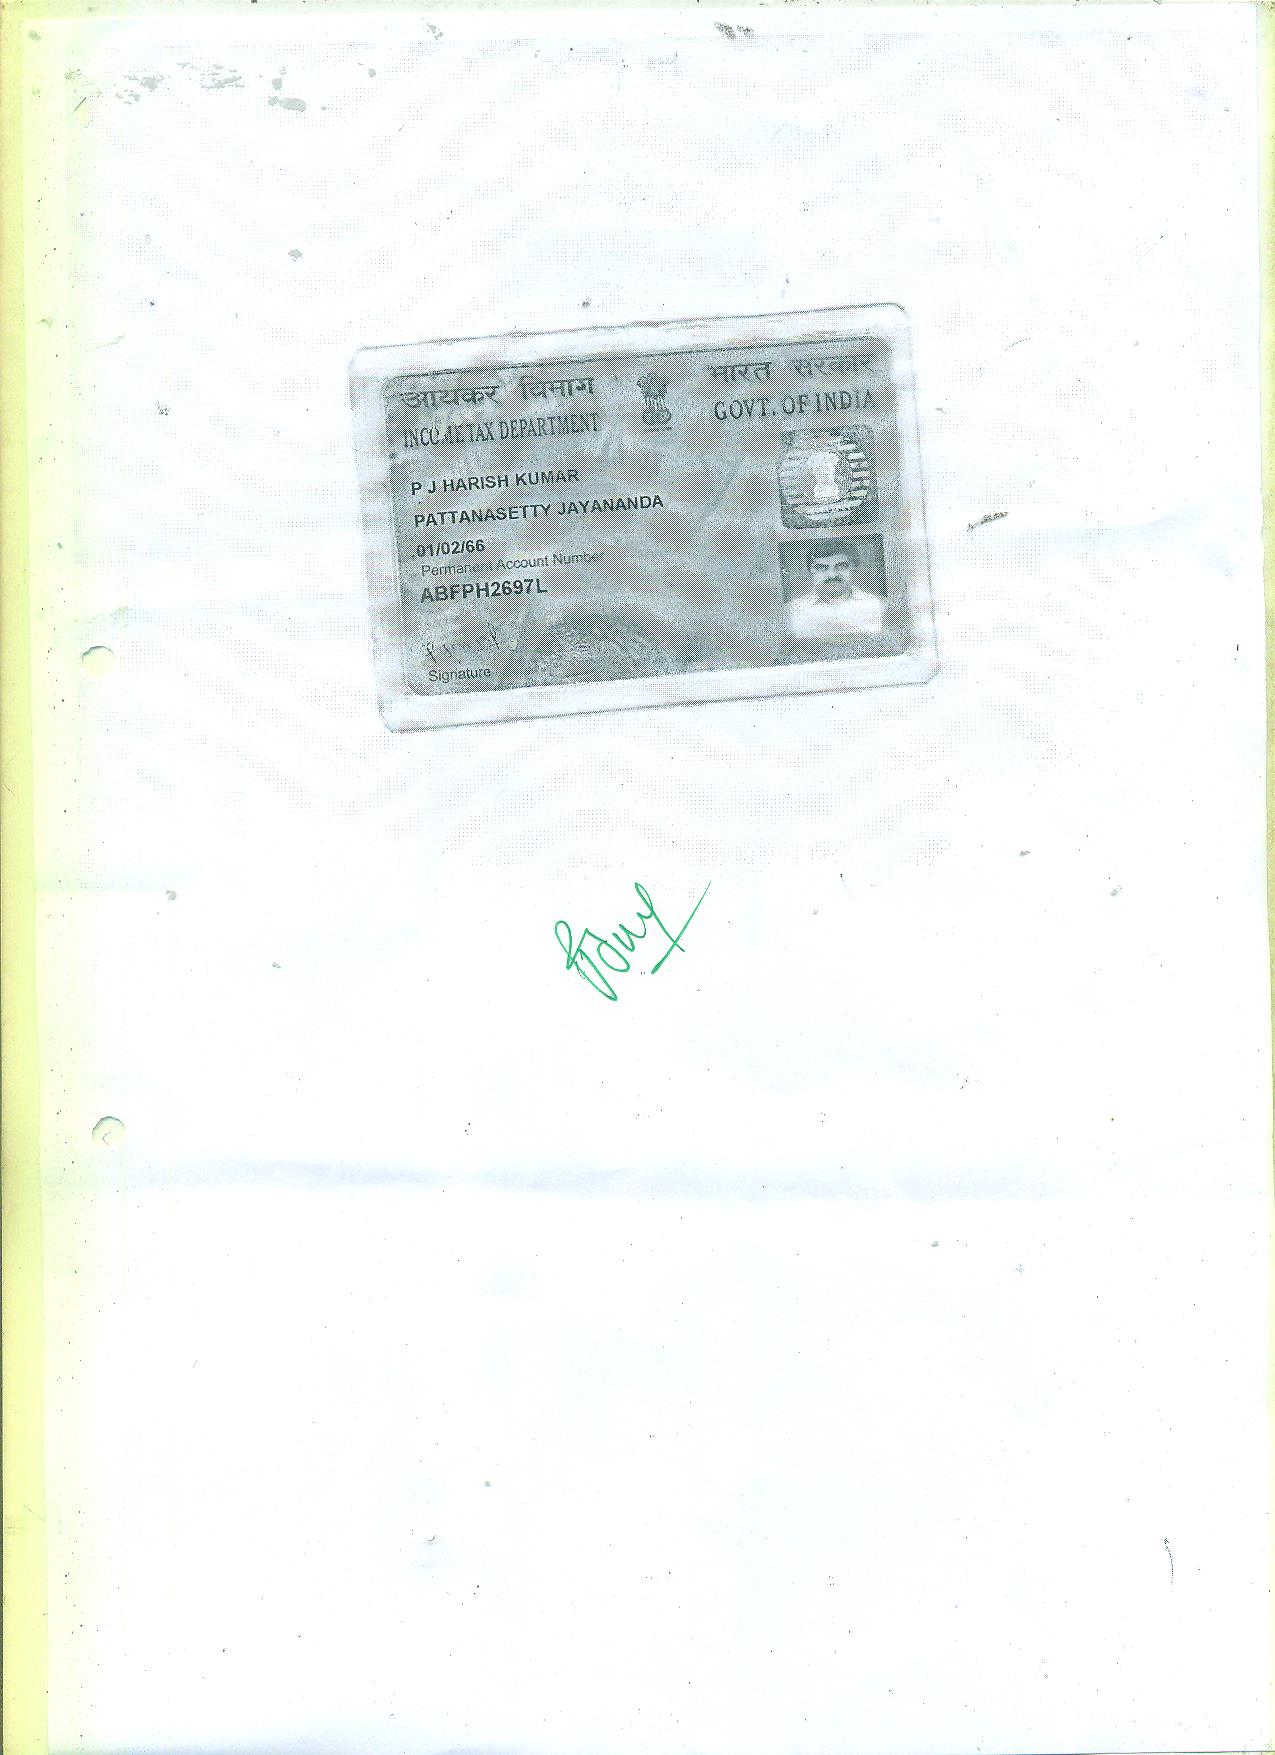 आयकर विभाग
भारत सरकार
INCOME TAX DEPARTMENT
GOVT. OF INDIA
P J HARISH KUMAR
PATTANASETTY JAYANANDA
01/02/66
Permanent Account Number
ABFPH2697L
Signature